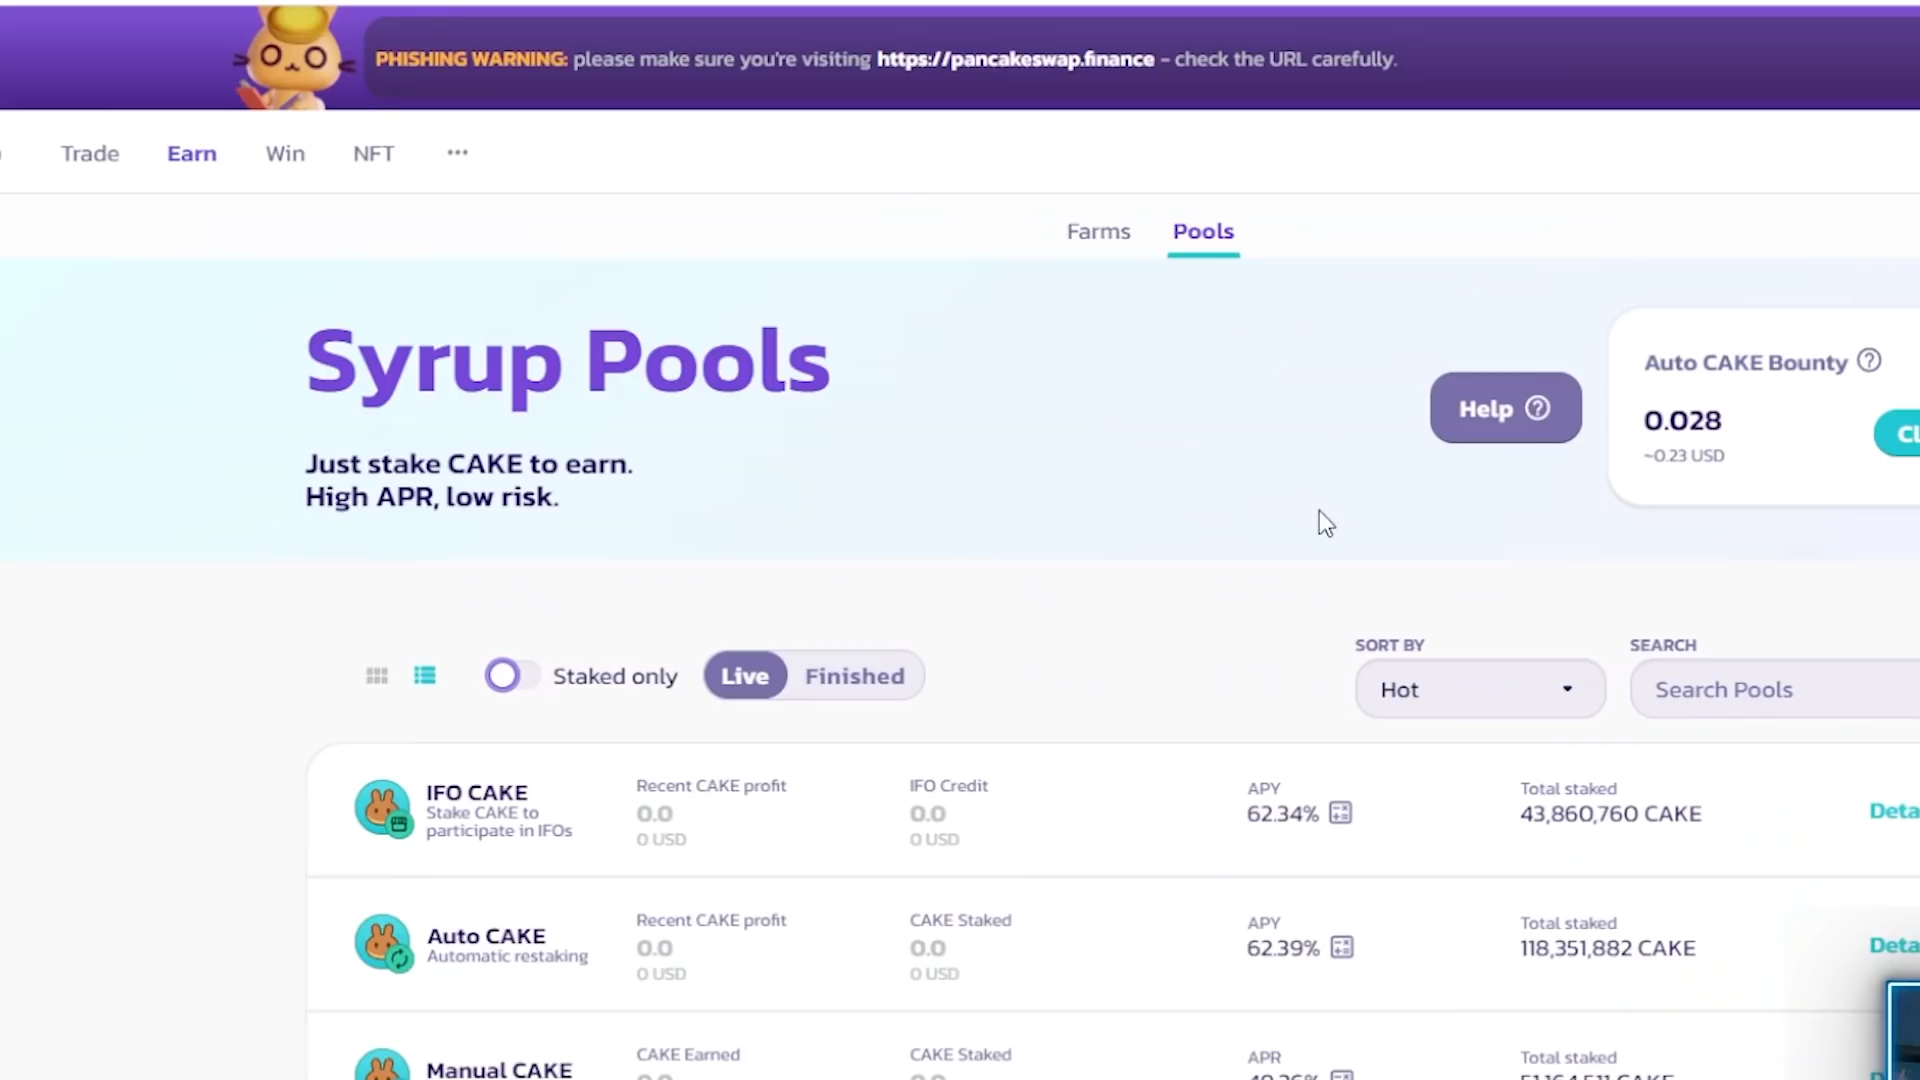 PHISHING WARNING: please make sure you're visiting https://pancakeswap.finance - check the URL carefully.
Trade Earn Win NFT ...
Farms Pools
Syrup Pools
Just stake CAKE to earn.
High APR, low risk.
Help ?
Auto CAKE Bounty ?
0.028
~0.23 USD
Staked only Live Finished
SORT BY
Hot
SEARCH
Search Pools
IFO CAKE
Stake CAKE to
participate in IFOs
Recent CAKE profit
0.0
0 USD
IFO Credit
0.0
0 USD
APY
62.34%
Total staked
43,860,760 CAKE
Deta
Auto CAKE
Automatic restaking
Recent CAKE profit
0.0
0 USD
CAKE Staked
0.0
0 USD
APY
62.39%
Total staked
118,351,882 CAKE
Deta
Manual CAKE
CAKE Earned
CAKE Staked
APR
Total staked